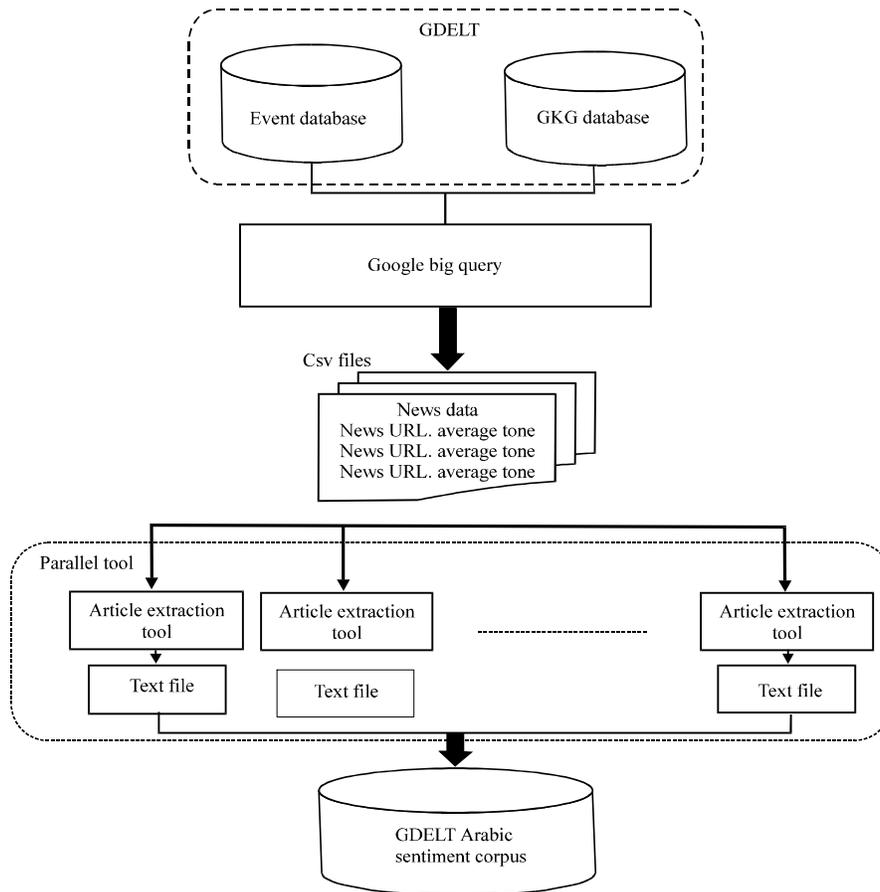 GDELT
Event database
GKG database
Google big query
Csv files
News data
News URL. average tone
News URL. average tone
News URL. average tone
Parallel tool
Article extraction
tool
Article extraction
tool
Article extraction
tool
Text file
Text file
Text file
GDELT Arabic
sentiment corpus